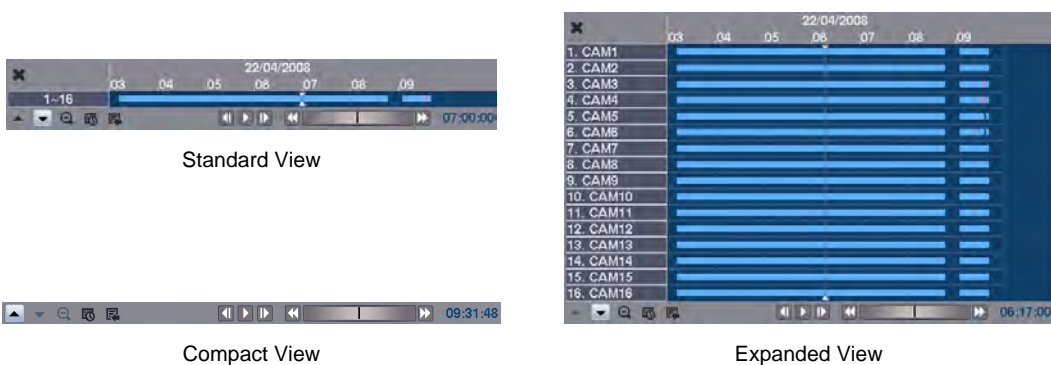 22/04/2008
03 04 05 06 07 08 09
1~16
07:00:00
Standard View
09:31:48
Compact View
22/04/2008
03 04 05 06 07 08 09
1. CAM1
2. CAM2
3. CAM3
4. CAM4
5. CAM5
6. CAM6
7. CAM7
8. CAM8
9. CAM9
10. CAM10
11. CAM11
12. CAM12
13. CAM13
14. CAM14
15. CAM15
16. CAM16
06:17:00
Expanded View